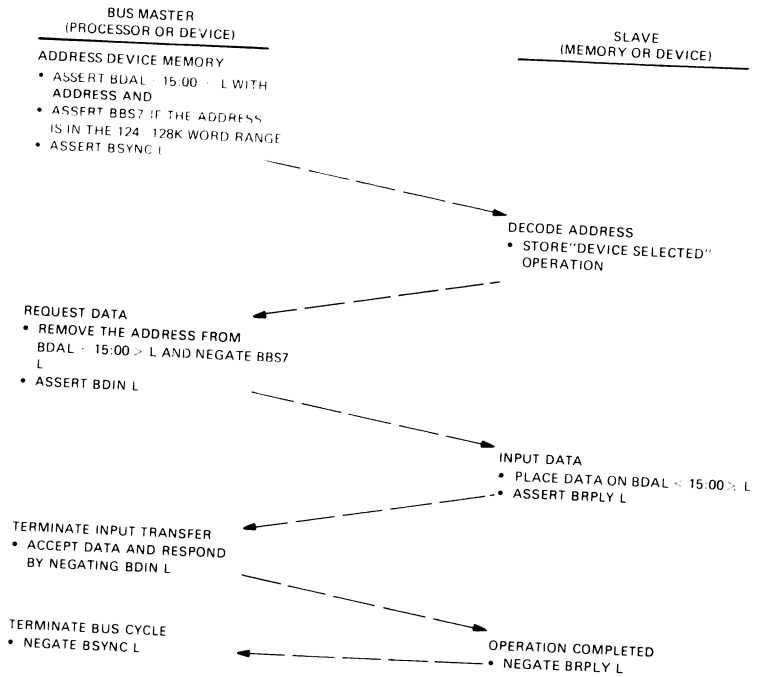 BUS MASTER
(PROCESSOR OR DEVICE)
SLAVE
(MEMORY OR DEVICE)
ADDRESS DEVICE MEMORY
• ASSERT BDAL 15:00 L WITH
ADDRESS AND
• ASSERT BBS7 IF THE ADDRESS
IS IN THE 124 128K WORD RANGE
• ASSERT BSYNC L
DECODE ADDRESS
• STORE"DEVICE SELECTED"
OPERATION
REQUEST DATA
• REMOVE THE ADDRESS FROM
BDAL 15:00 > L AND NEGATE BBS7
L
• ASSERT BDIN L
INPUT DATA
• PLACE DATA ON BDAL < 15:00 > L
• ASSERT BRPLY L
TERMINATE INPUT TRANSFER
• ACCEPT DATA AND RESPOND
BY NEGATING BDIN L
TERMINATE BUS CYCLE
• NEGATE BSYNC L
OPERATION COMPLETED
• NEGATE BRPLY L